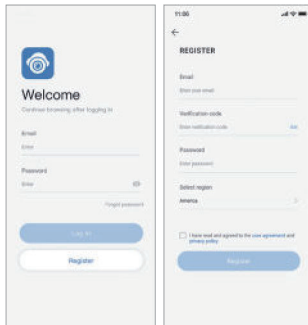 Welcome
Continue browsing after logging in
Email
Enter
Password
Enter
Forgot password
Log in
Register
11:00
REGISTER
Email
Enter your email
Verification code
Enter verification code
Password
Enter password
Select region
America
I have read and agreed to the user agreement and
privacy policy
Register